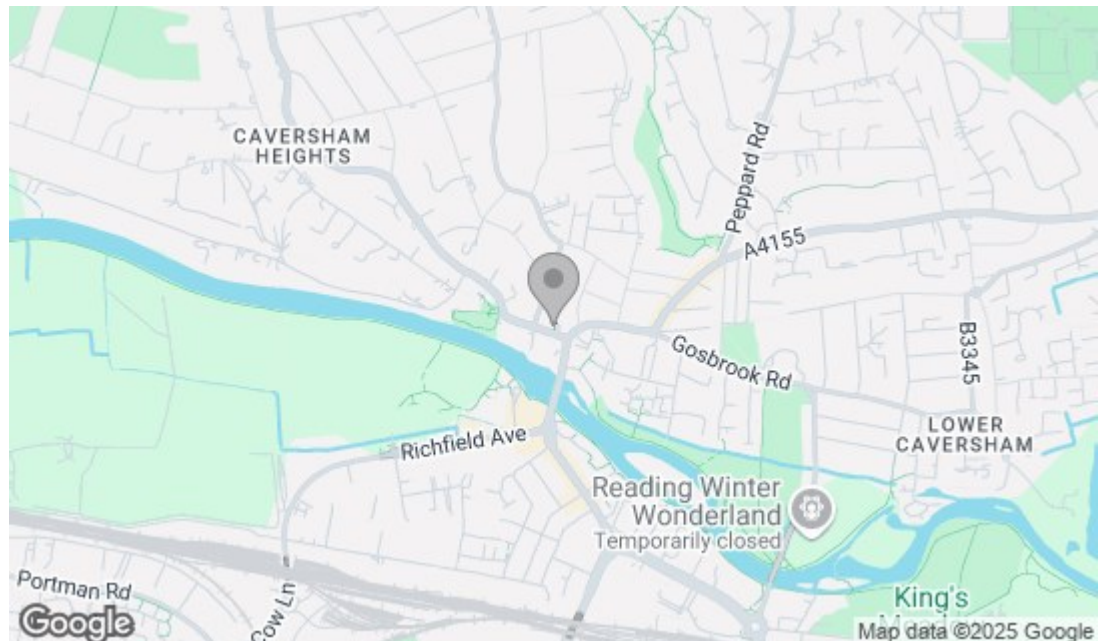 CAVERSHAM
HEIGHTS
Peppard Rd
A4155
Gosbrook Rd
B3345
LOWER
CAVERSHAM
Richfield Ave
Reading Winter
Wonderland
Temporarily closed
Portman Rd
Cow Ln
King's
Google
Map data ©2025 Google